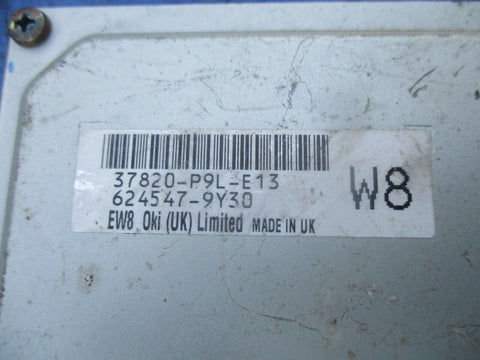 37820-P9L-E13
624547-9Y30
EW8 Oki (UK) Limited MADE IN UK
W8